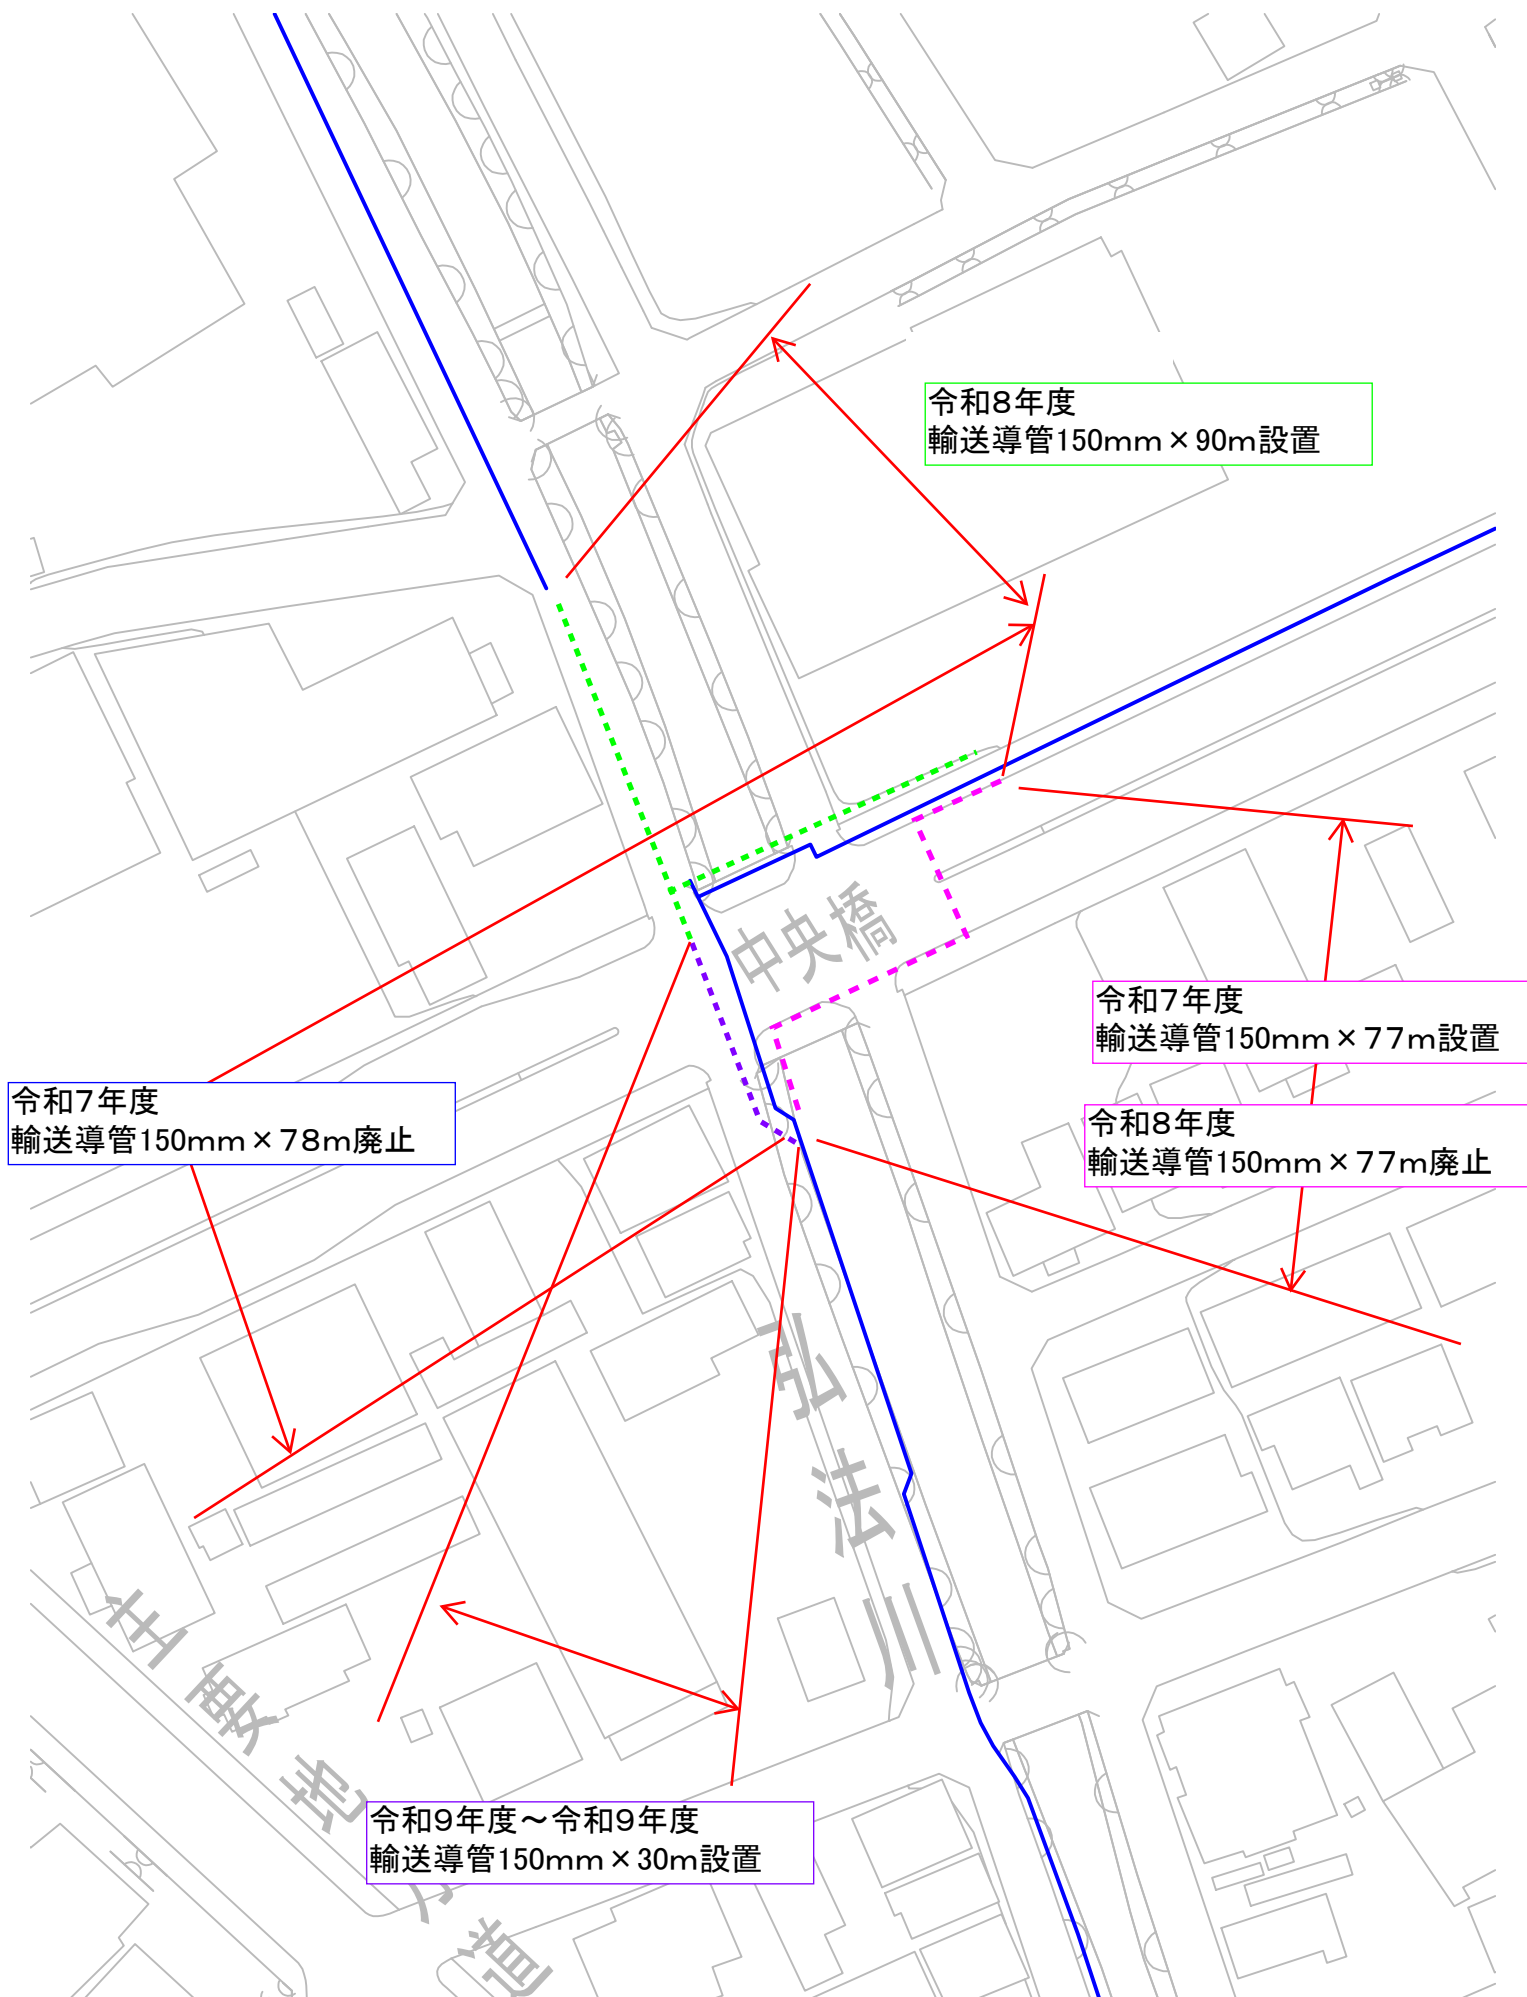 令和8年度
輸送導管150mm×90m設置
中央橋
令和7年度
輸送導管150mm×77m設置
令和7年度
輸送導管150mm×78m廃止
令和8年度
輸送導管150mm×77m廃止
弘法川
主要地方道
令和9年度～令和9年度
輸送導管150mm×30m設置